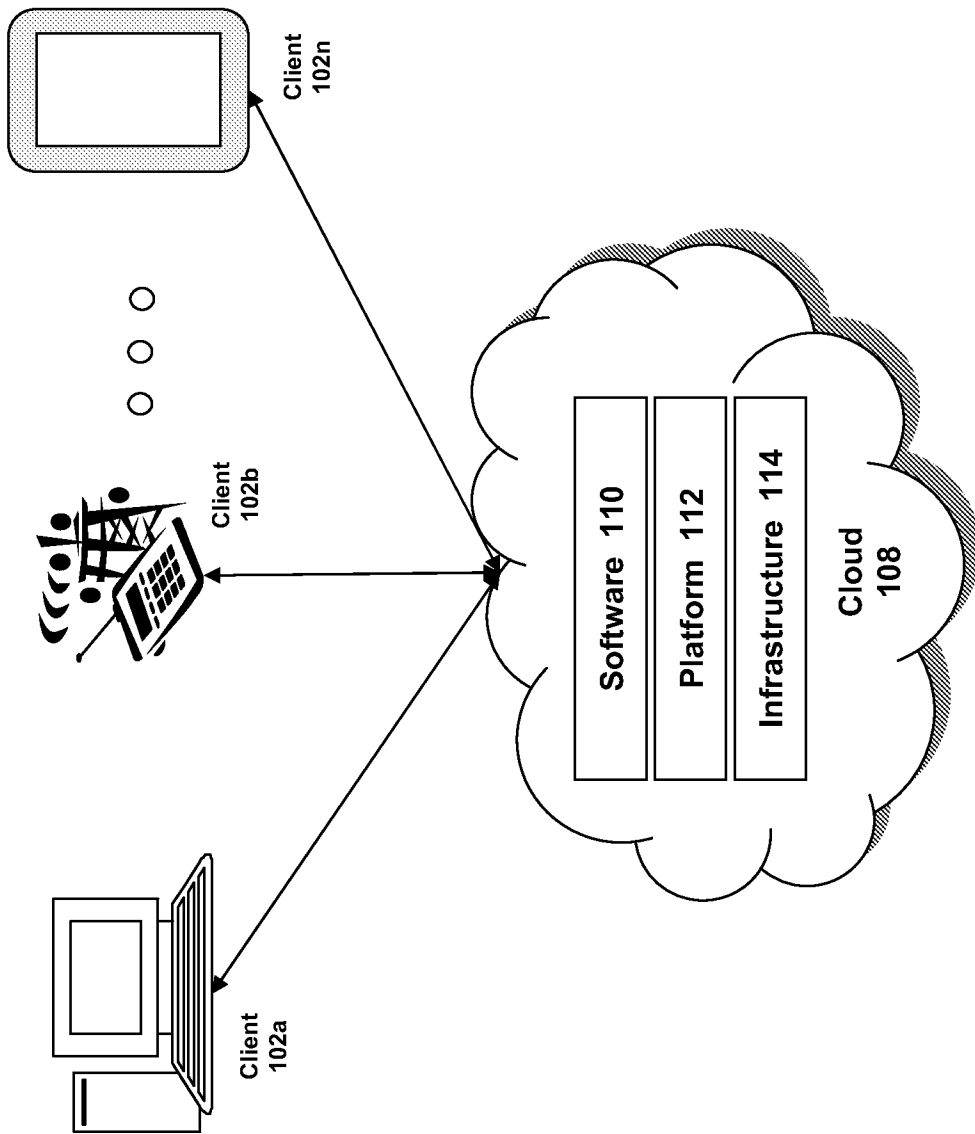 Client
102a
Client
102b
Client
102n
Software 110
Platform 112
Infrastructure 114
Cloud
108